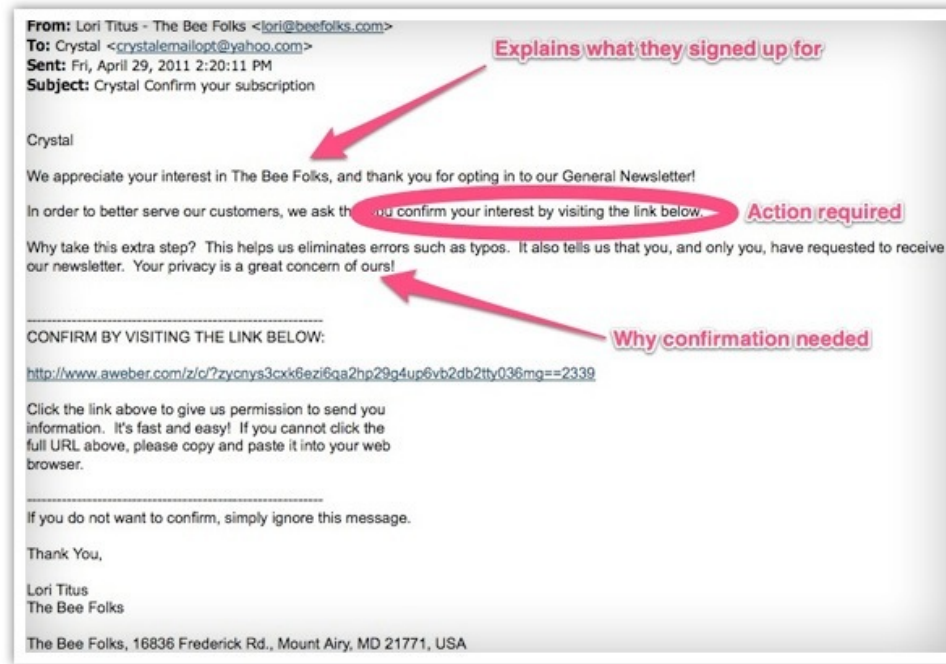 From: Lori Titus - The Bee Folks <lori@beefolks.com>
To: Crystal <crystalemailopt@yahoo.com>
Explains what they signed up for
Sent: Fri, April 29, 2011 2:20:11 PM
Subject: Crystal Confirm your subscription
Crystal
We appreciate your interest in The Bee Folks, and thank you for opting in to our General Newsletter!
In order to better serve our customers, we ask th ou confirm your interest by visiting the link below.
Action required
Why take this extra step? This helps us eliminates errors such as typos. It also tells us that you, and only you, have requested to receive
our newsletter. Your privacy is a great concern of ours!
Why confirmation needed
CONFIRM BY VISITING THE LINK BELOW:
http://www.aweber.com/z/c/?zycnys3cxk6ezi6qa2hp29g4up6vb2db2tty036mg==2339
Click the link above to give us permission to send you
information. It's fast and easy! If you cannot click the
full URL above, please copy and paste it into your web
browser.
If you do not want to confirm, simply ignore this message.
Thank You,
Lori Titus
The Bee Folks
The Bee Folks, 16836 Frederick Rd., Mount Airy, MD 21771, USA